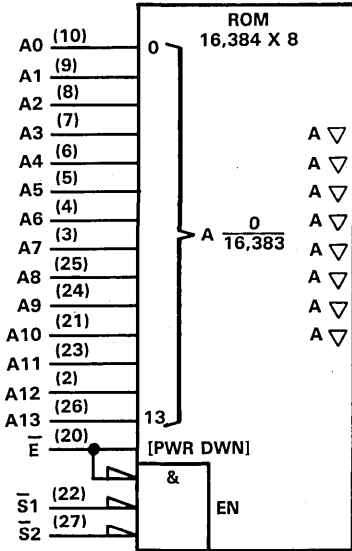 ROM
16,384 X 8
A0 (10) 0
A1 (9)
A2 (8)
A3 (7) A ▽
A4 (6) A ▽
A5 (5) A ▽
A6 (4) A ▽
A7 (3) A 0/16,383 A ▽
A8 (25) A ▽
A9 (24) A ▽
A10 (21) A ▽
A11 (23)
A12 (2)
A13 (26) 13
E̅ (20) [PWR DWN]
&
S̅1 (22) EN
S̅2 (27)